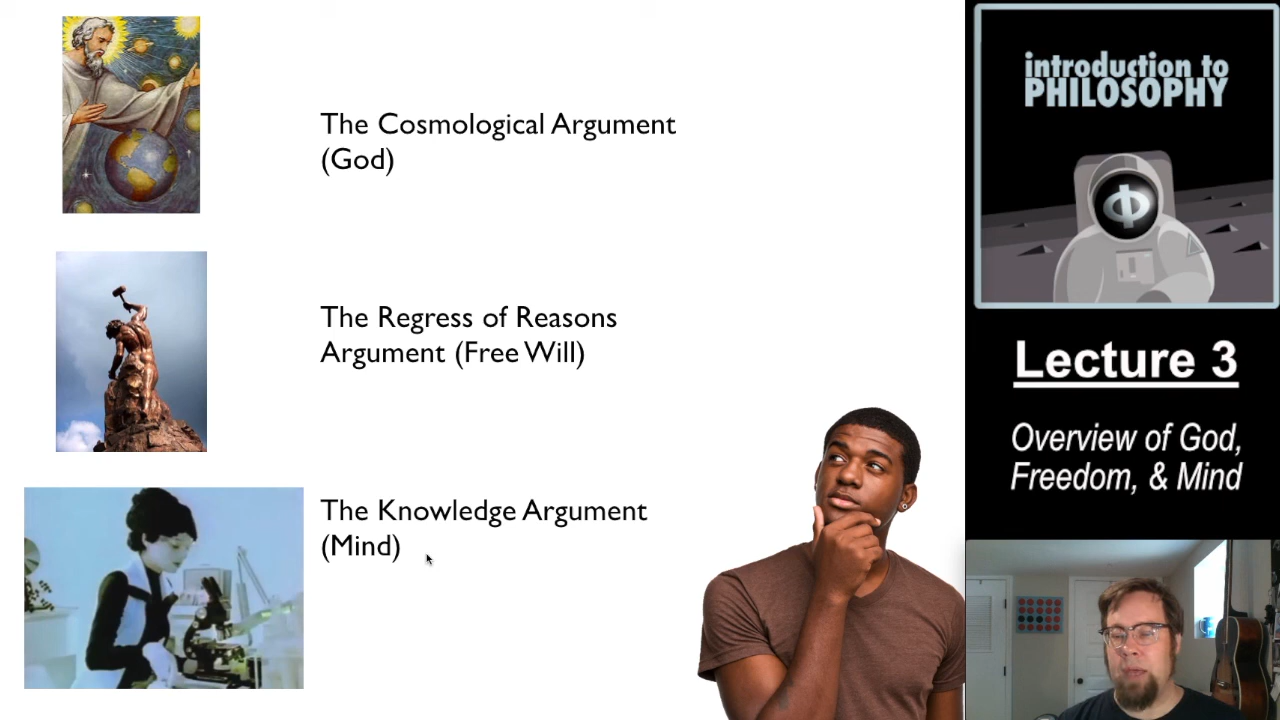 The Cosmological Argument
(God)
The Regress of Reasons
Argument (Free Will)
The Knowledge Argument
(Mind)
introduction to
PHILOSOPHY
Φ
Lecture 3
Overview of God,
Freedom, & Mind